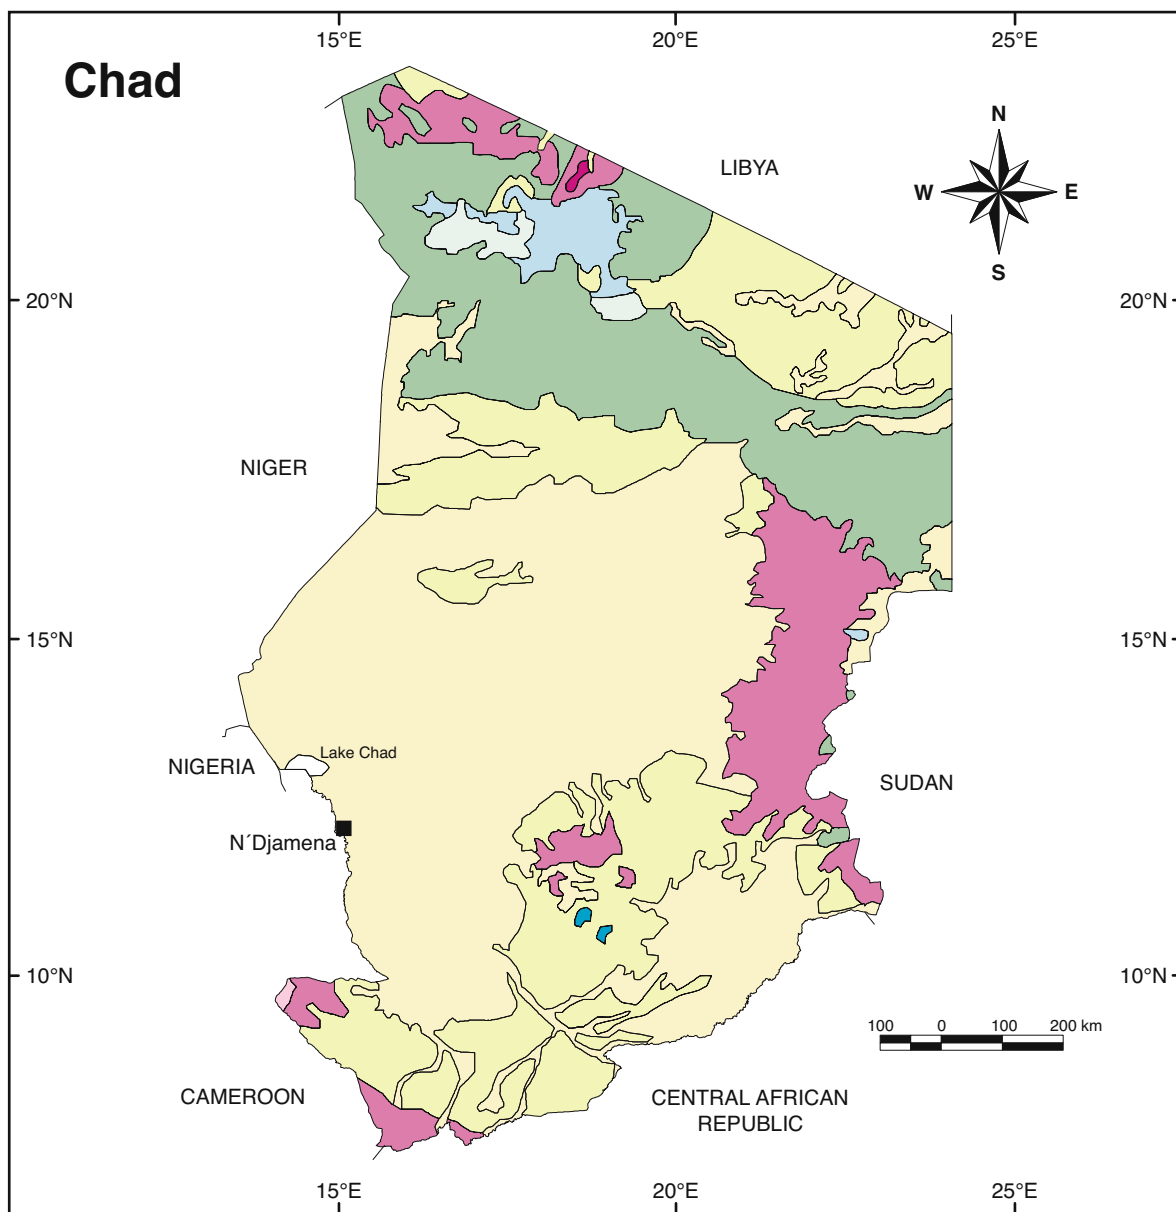 15°E 20°E 25°E
Chad
N
LIBYA
W E
S
20°N 20°N
NIGER
15°N 15°N
Lake Chad
NIGERIA
SUDAN
N´Djamena
10°N 10°N
100 0 100 200 km
CAMEROON
CENTRAL AFRICAN
REPUBLIC
15°E 20°E 25°E